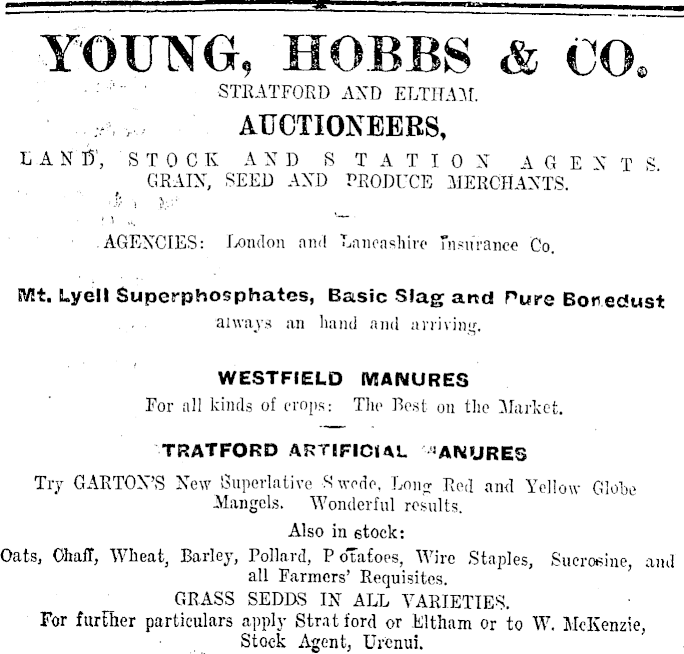 YOUNG, HOBBS & CO.
STRATFORD AND ELTHAM.
AUCTIONEERS,
LAND, STOCK AND STATION AGENTS.
GRAIN, SEED AND PRODUCE MERCHANTS.
AGENCIES: London and Lancashire Insurance Co.
Mt. Lyell Superphosphates, Basic Slag and Pure Bonedust
always an hand and arriving.
WESTFIELD MANURES
For all kinds of crops: The Best on the Market.
TRATFORD ARTIFICIAL MANURES
Try GARTON'S New Superlative Swede, Long Red and Yellow Globe
Mangels. Wonderful results.
Also in stock:
Oats, Chaff, Wheat, Barley, Pollard, Potatoes, Wire Staples, Sucrosine, and
all Farmers' Requisites.
GRASS SEDDS IN ALL VARIETIES.
For further particulars apply Stratford or Eltham or to W. McKenzie,
Stock Agent, Urenui.